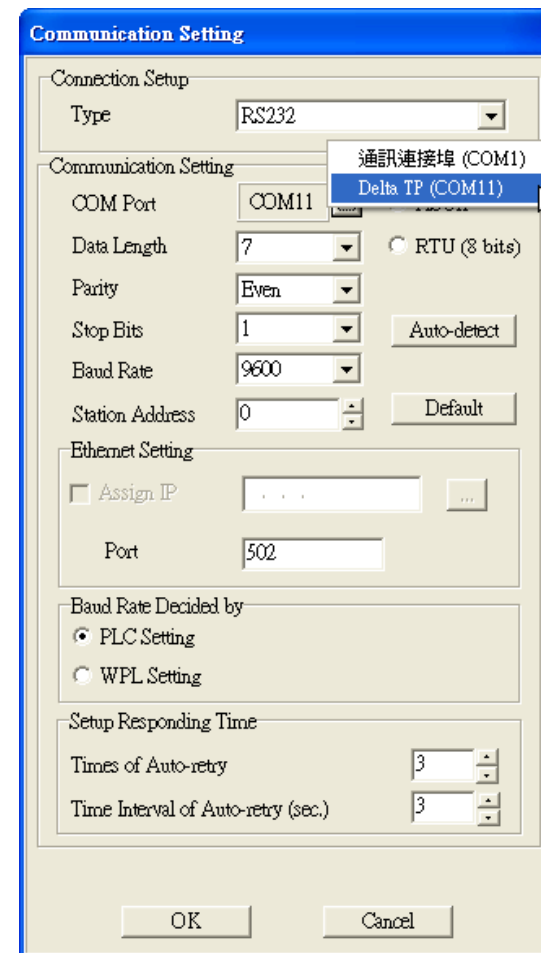 Communication Setting
Connection Setup
Type RS232
通訊連接埠 (COM1)
Delta TP (COM11)
Communication Setting
COM Port COM11
Data Length 7 RTU (8 bits)
Parity Even
Stop Bits 1 Auto-detect
Baud Rate 9600
Station Address 0 Default
Ethernet Setting
Assign IP . . . ...
Port 502
Baud Rate Decided by
PLC Setting
WPL Setting
Setup Responding Time
Times of Auto-retry 3
Time Interval of Auto-retry (sec.) 3
OK Cancel